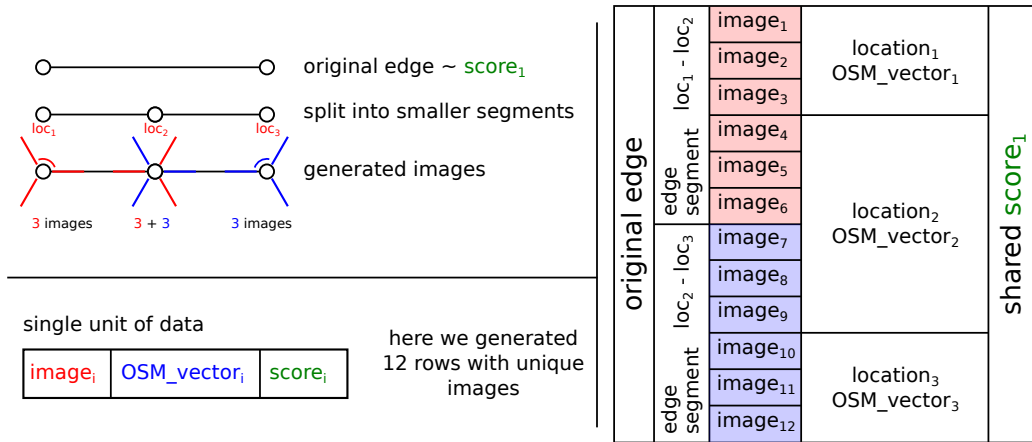 original edge ~ score₁
split into smaller segments
loc₁ loc₂ loc₃
generated images
3 images 3 + 3 3 images
single unit of data
image_i OSM_vector_i score_i
here we generated
12 rows with unique
images
original edge
edge segment loc₁ - loc₂
edge segment loc₂ - loc₃
image₁
image₂
image₃
image₄
image₅
image₆
image₇
image₈
image₉
image₁₀
image₁₁
image₁₂
location₁
OSM_vector₁
location₂
OSM_vector₂
location₃
OSM_vector₃
shared score₁